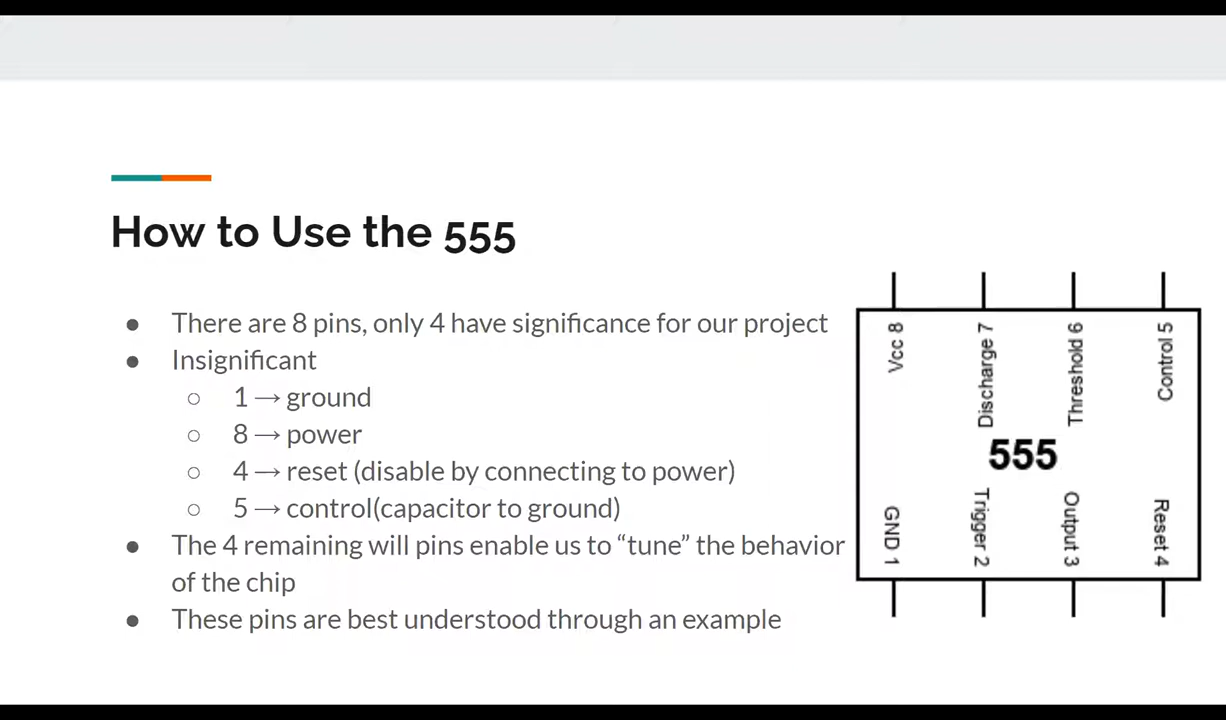 How to Use the 555
● There are 8 pins, only 4 have significance for our project
● Insignificant
○ 1 → ground
○ 8 → power
○ 4 → reset (disable by connecting to power)
○ 5 → control(capacitor to ground)
● The 4 remaining will pins enable us to “tune” the behavior
of the chip
● These pins are best understood through an example
Vcc 8
Discharge 7
Threshold 6
Control 5
555
GND 1
Trigger 2
Output 3
Reset 4